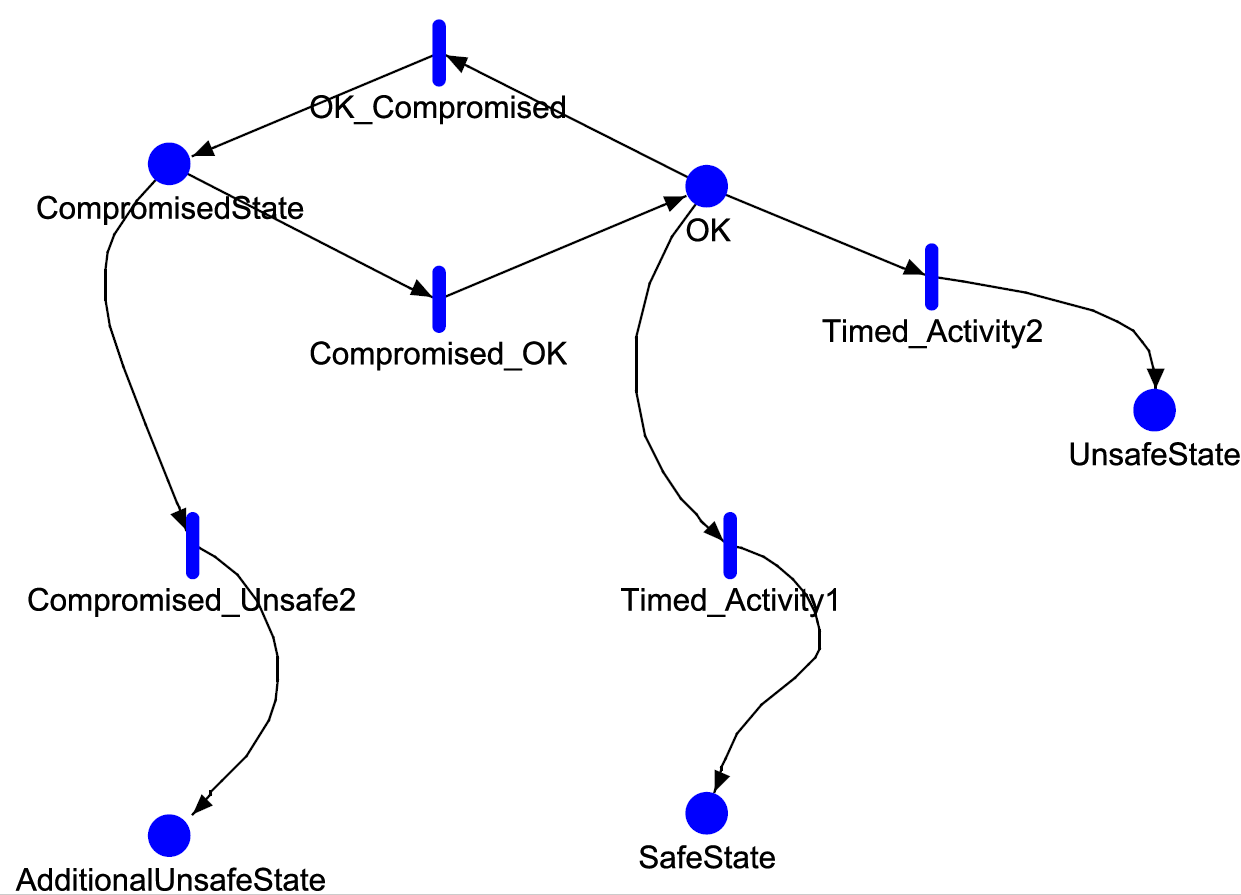 OK_Compromised
CompromisedState
OK
Timed_Activity2
Compromised_OK
UnsafeState
Compromised_Unsafe2
Timed_Activity1
SafeState
AdditionalUnsafeState